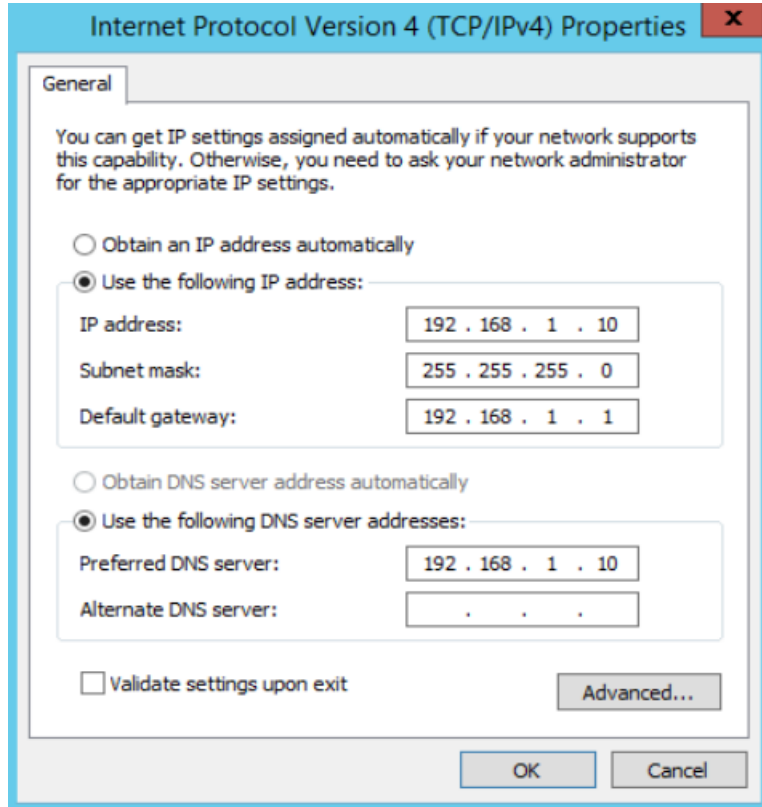 Internet Protocol Version 4 (TCP/IPv4) Properties
x
General
You can get IP settings assigned automatically if your network supports
this capability. Otherwise, you need to ask your network administrator
for the appropriate IP settings.
Obtain an IP address automatically
Use the following IP address:
IP address: 192 . 168 . 1 . 10
Subnet mask: 255 . 255 . 255 . 0
Default gateway: 192 . 168 . 1 . 1
Obtain DNS server address automatically
Use the following DNS server addresses:
Preferred DNS server: 192 . 168 . 1 . 10
Alternate DNS server: . . .
Validate settings upon exit
Advanced...
OK Cancel